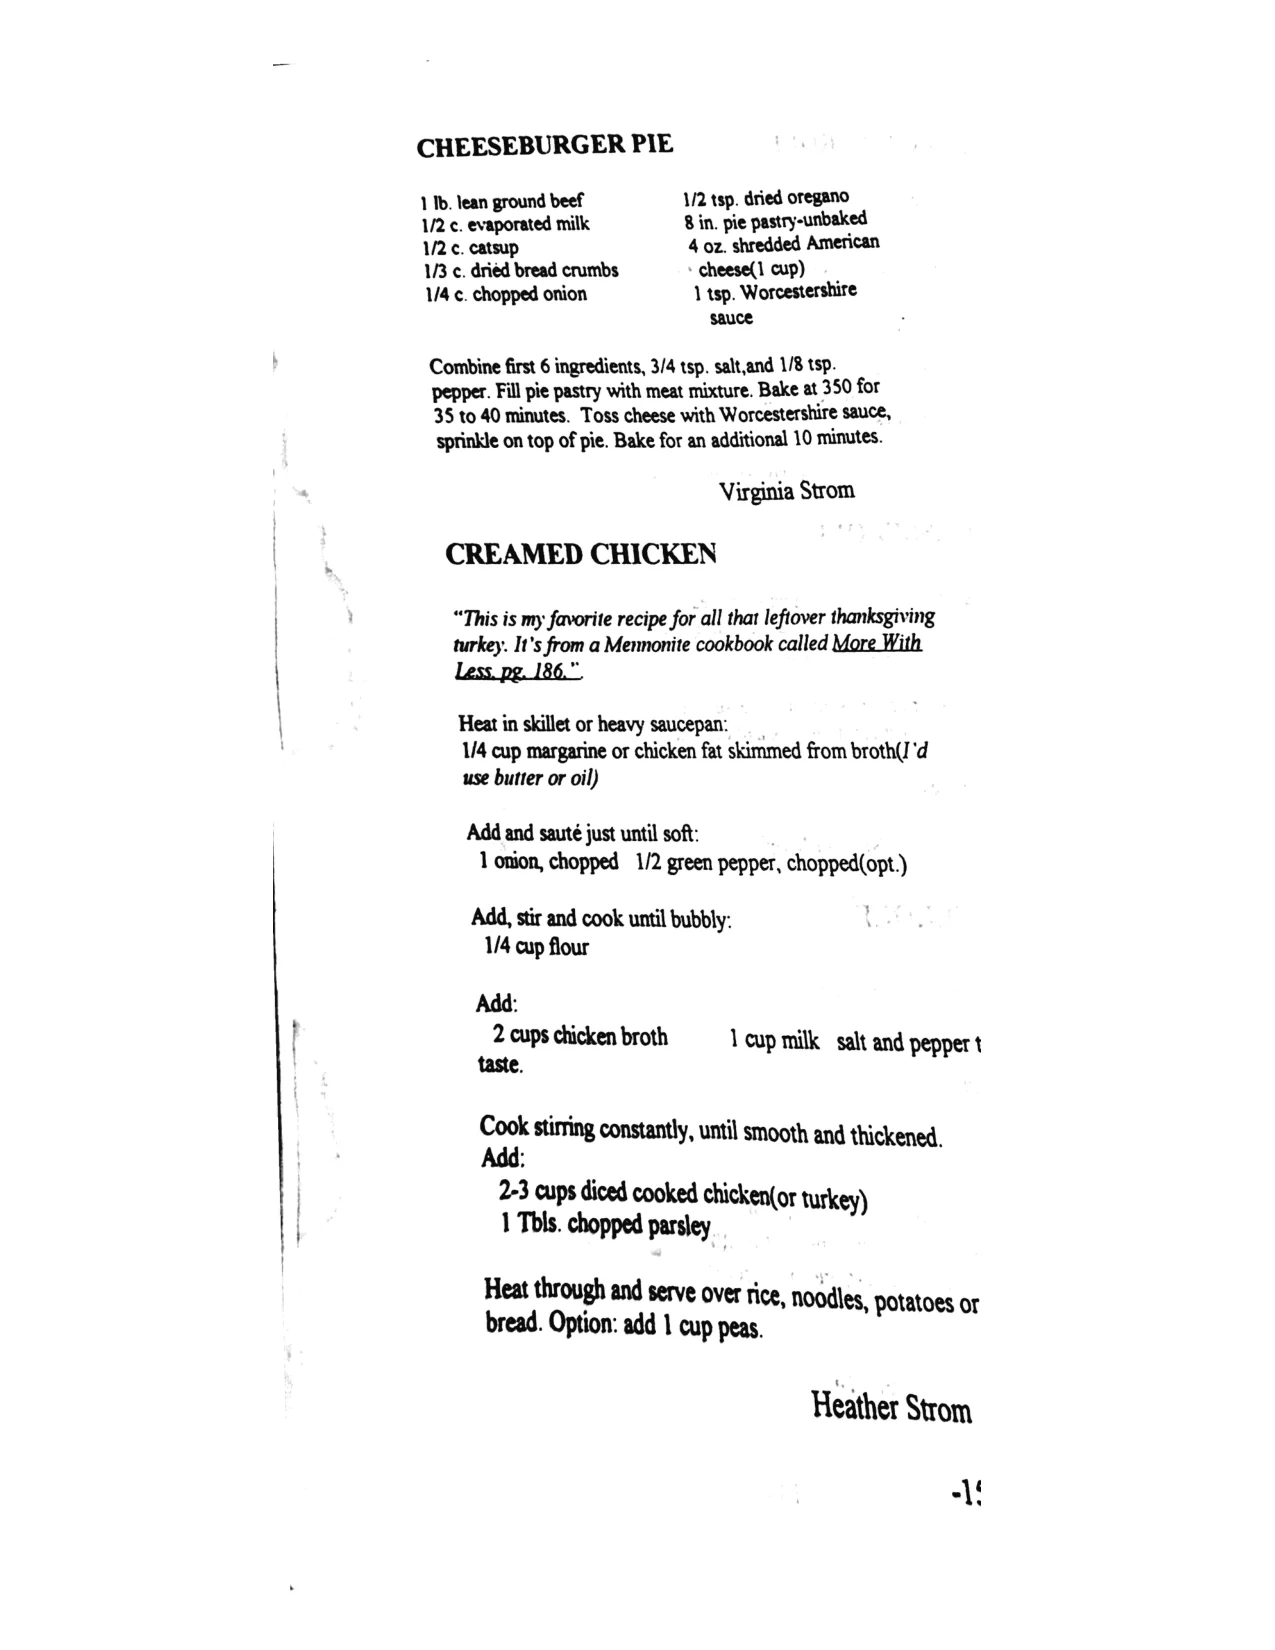 CHEESEBURGER PIE
1 lb. lean ground beef
1/2 c. evaporated milk
1/2 c. catsup
1/3 c. dried bread crumbs
1/4 c. chopped onion
1/2 tsp. dried oregano
8 in. pie pastry-unbaked
4 oz. shredded American
cheese(1 cup)
1 tsp. Worcestershire
sauce
Combine first 6 ingredients, 3/4 tsp. salt,and 1/8 tsp.
pepper. Fill pie pastry with meat mixture. Bake at 350 for
35 to 40 minutes. Toss cheese with Worcestershire sauce,
sprinkle on top of pie. Bake for an additional 10 minutes.
Virginia Strom
CREAMED CHICKEN
"This is my favorite recipe for all that leftover thanksgiving
turkey. It's from a Mennonite cookbook called More With
Less. pg. 186."
Heat in skillet or heavy saucepan:
1/4 cup margarine or chicken fat skimmed from broth(I'd
use butter or oil)
Add and sauté just until soft:
1 onion, chopped 1/2 green pepper, chopped(opt.)
Add, stir and cook until bubbly:
1/4 cup flour
Add:
2 cups chicken broth 1 cup milk salt and pepper t
taste.
Cook stirring constantly, until smooth and thickened.
Add:
2-3 cups diced cooked chicken(or turkey)
1 Tbls. chopped parsley
Heat through and serve over rice, noodles, potatoes or
bread. Option: add 1 cup peas.
Heather Strom